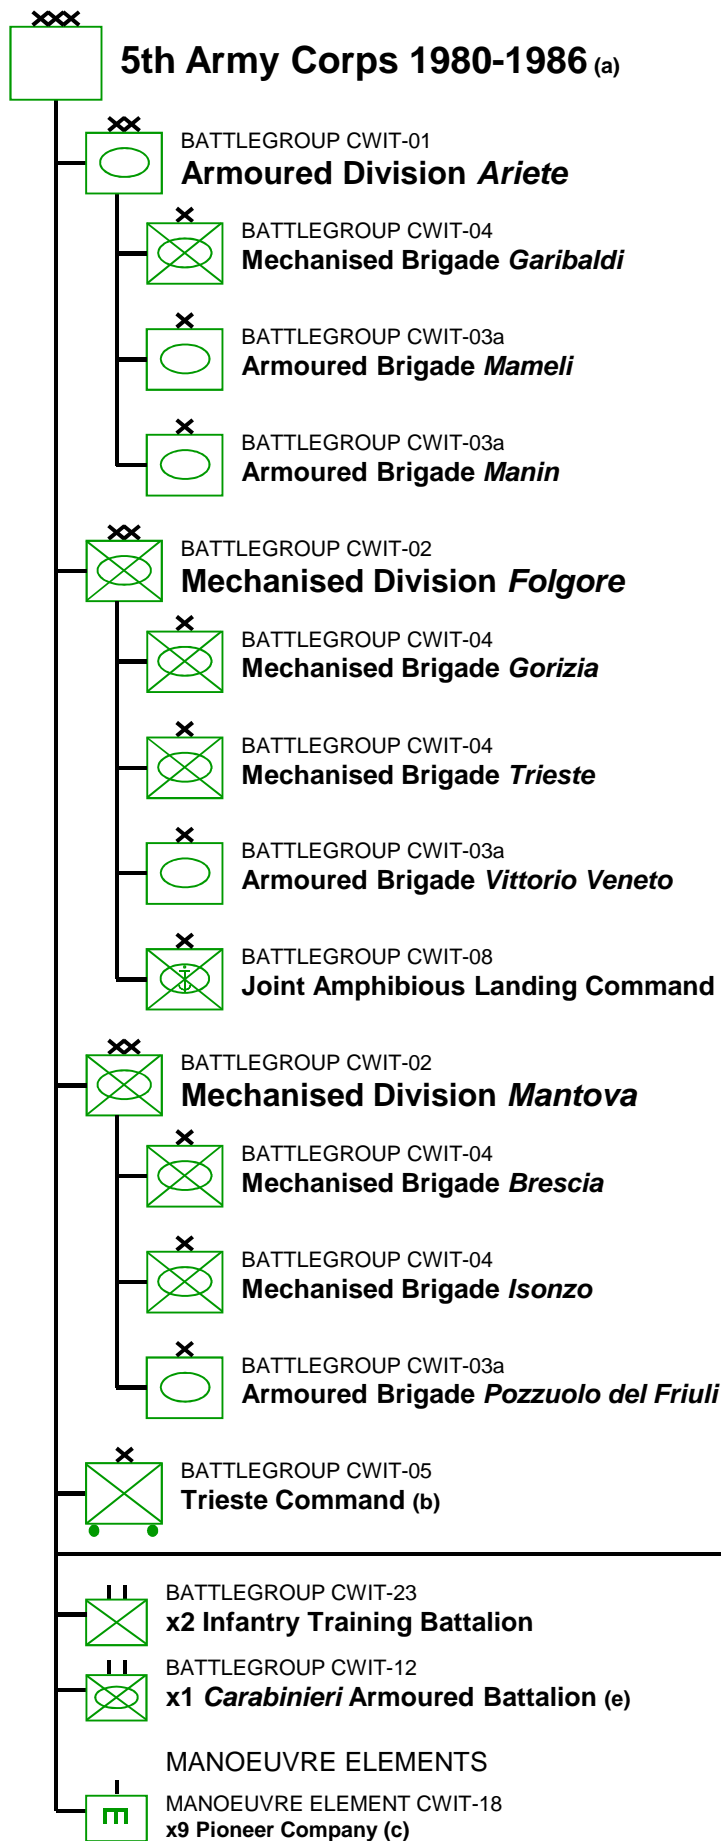 5th Army Corps 1980-1986 (a)
BATTLEGROUP CWIT-01
Armoured Division Ariete
BATTLEGROUP CWIT-04
Mechanised Brigade Garibaldi
BATTLEGROUP CWIT-03a
Armoured Brigade Mameli
BATTLEGROUP CWIT-03a
Armoured Brigade Manin
BATTLEGROUP CWIT-02
Mechanised Division Folgore
BATTLEGROUP CWIT-04
Mechanised Brigade Gorizia
BATTLEGROUP CWIT-04
Mechanised Brigade Trieste
BATTLEGROUP CWIT-03a
Armoured Brigade Vittorio Veneto
BATTLEGROUP CWIT-08
Joint Amphibious Landing Command
BATTLEGROUP CWIT-02
Mechanised Division Mantova
BATTLEGROUP CWIT-04
Mechanised Brigade Brescia
BATTLEGROUP CWIT-04
Mechanised Brigade Isonzo
BATTLEGROUP CWIT-03a
Armoured Brigade Pozzuolo del Friuli
BATTLEGROUP CWIT-05
Trieste Command (b)
BATTLEGROUP CWIT-23
x2 Infantry Training Battalion
BATTLEGROUP CWIT-12
x1 Carabinieri Armoured Battalion (e)
MANOEUVRE ELEMENTS
MANOEUVRE ELEMENT CWIT-18
x9 Pioneer Company (c)